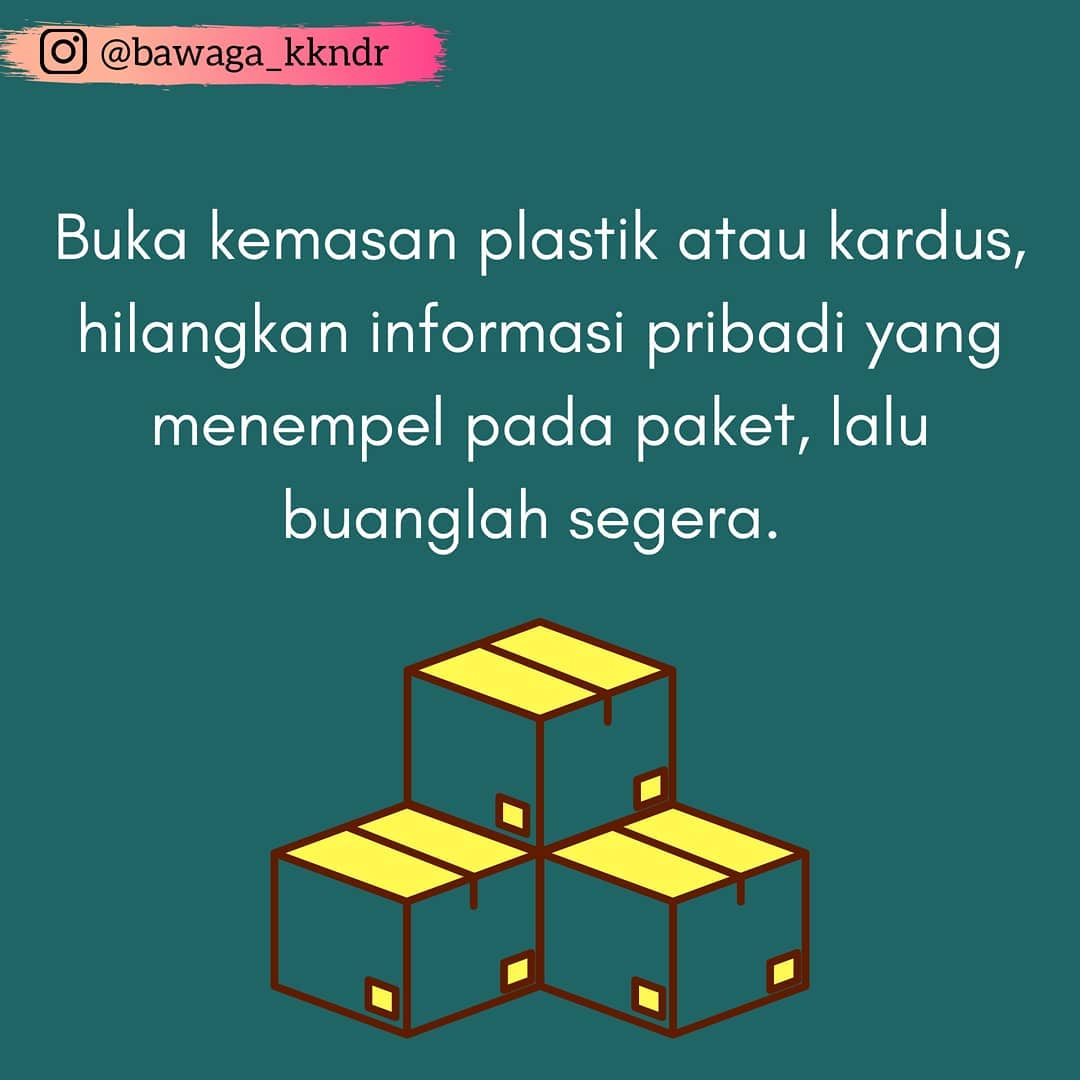 @bawaga_kkndr
Buka kemasan plastik atau kardus,
hilangkan informasi pribadi yang
menempel pada paket, lalu
buanglah segera.